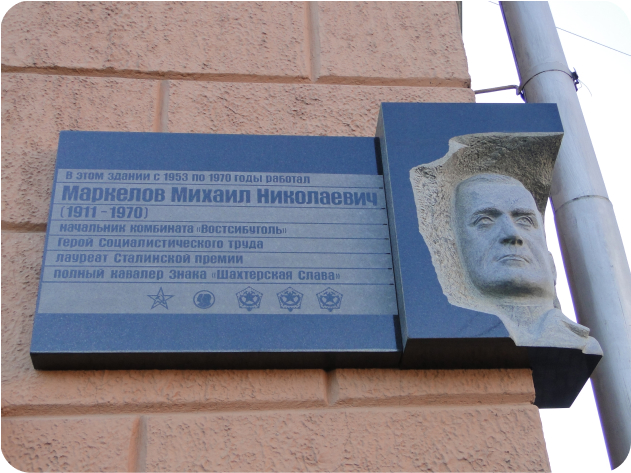 В этом здании с 1953 по 1970 годы работал
Маркелов Михаил Николаевич
(1911 - 1970)
начальник комбината «Востсибуголь»
Герой Социалистического труда
лауреат Сталинской премии
полный кавалер Знака «Шахтерская Слава»